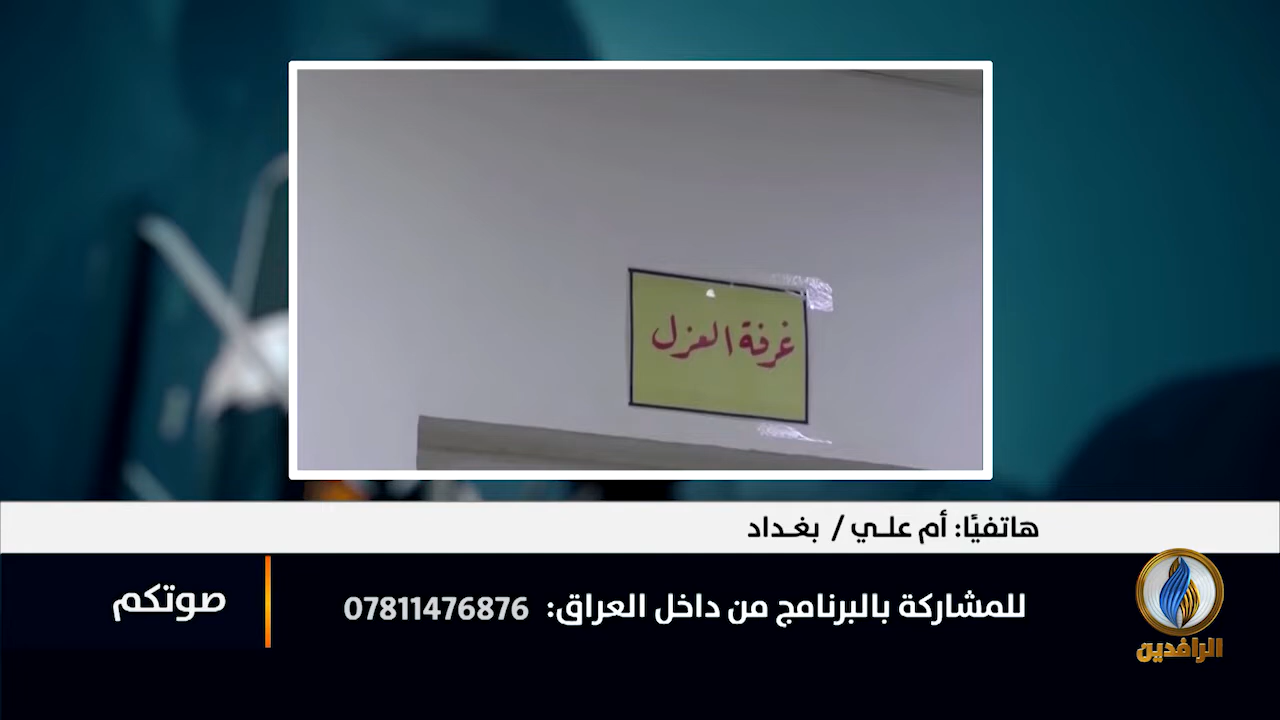 غرفة العزل
هاتفيًا: أم علي / بغداد
للمشاركة بالبرنامج من داخل العراق: 07811476876
صوتكم
الرافدين